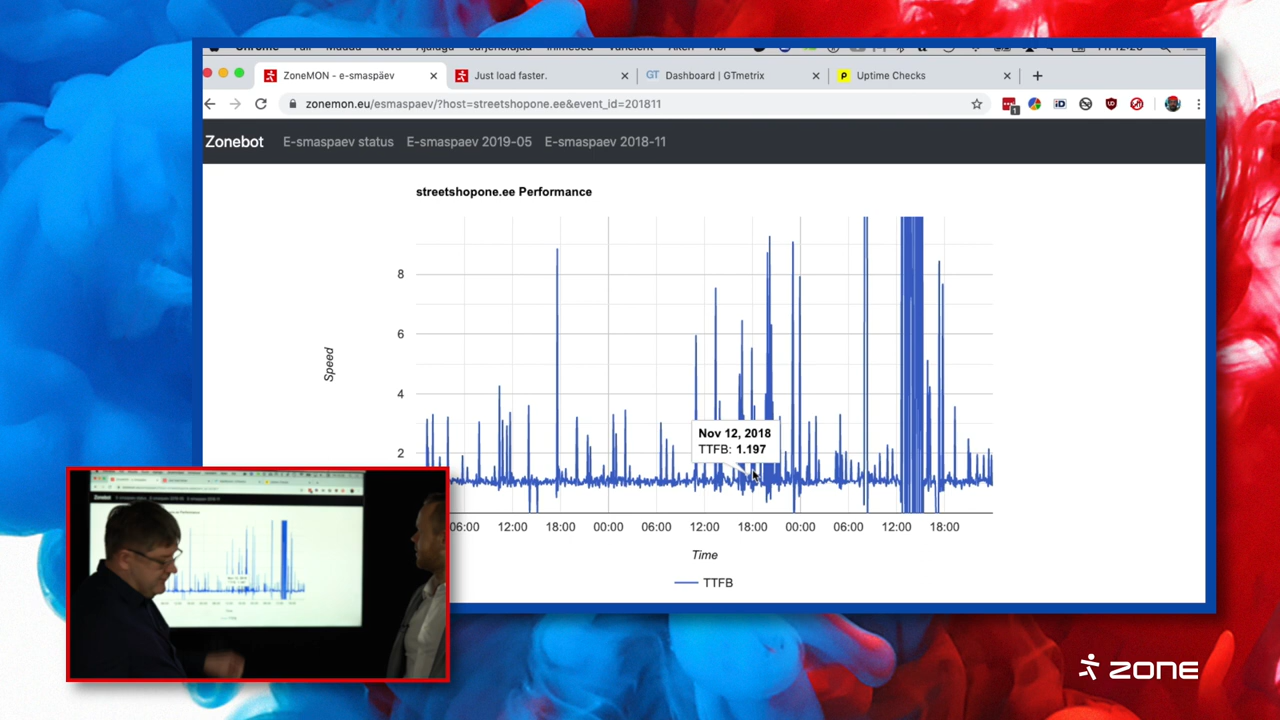 ZoneMON - e-smaspäev
Just load faster.
GT Dashboard | GTmetrix
Uptime Checks
zonemon.eu/esmaspaev/?host=streetshopone.ee&event_id=201811
1
Zonebot E-smaspaev status E-smaspaev 2019-05 E-smaspaev 2018-11
streetshopone.ee Performance
8
6
4
2
Speed
Nov 12, 2018
TTFB: 1.197
06:00 12:00 18:00 00:00 06:00 12:00 18:00 00:00 06:00 12:00 18:00
Time
TTFB
ZONE